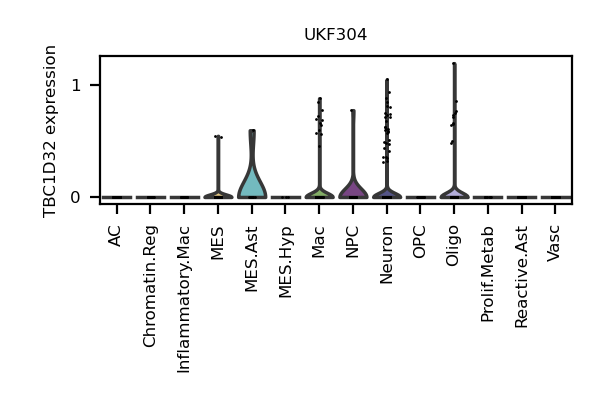 UKF304
TBC1D32 expression
1
0
AC
Chromatin.Reg
Inflammatory.Mac
MES
MES.Ast
MES.Hyp
Mac
NPC
Neuron
OPC
Oligo
Prolif.Metab
Reactive.Ast
Vasc